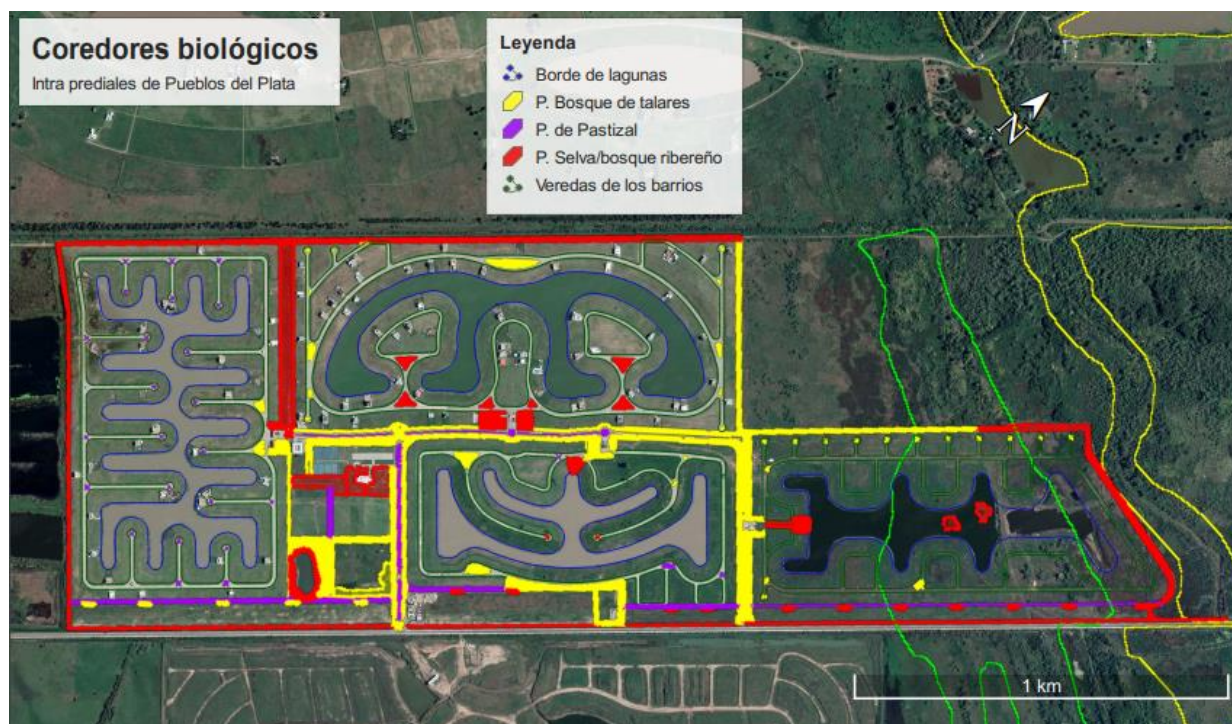 Coredores biológicos
Intra prediales de Pueblos del Plata
Leyenda
Borde de lagunas
P. Bosque de talares
P. de Pastizal
P. Selva/bosque ribereño
Veredas de los barrios
N
1 km